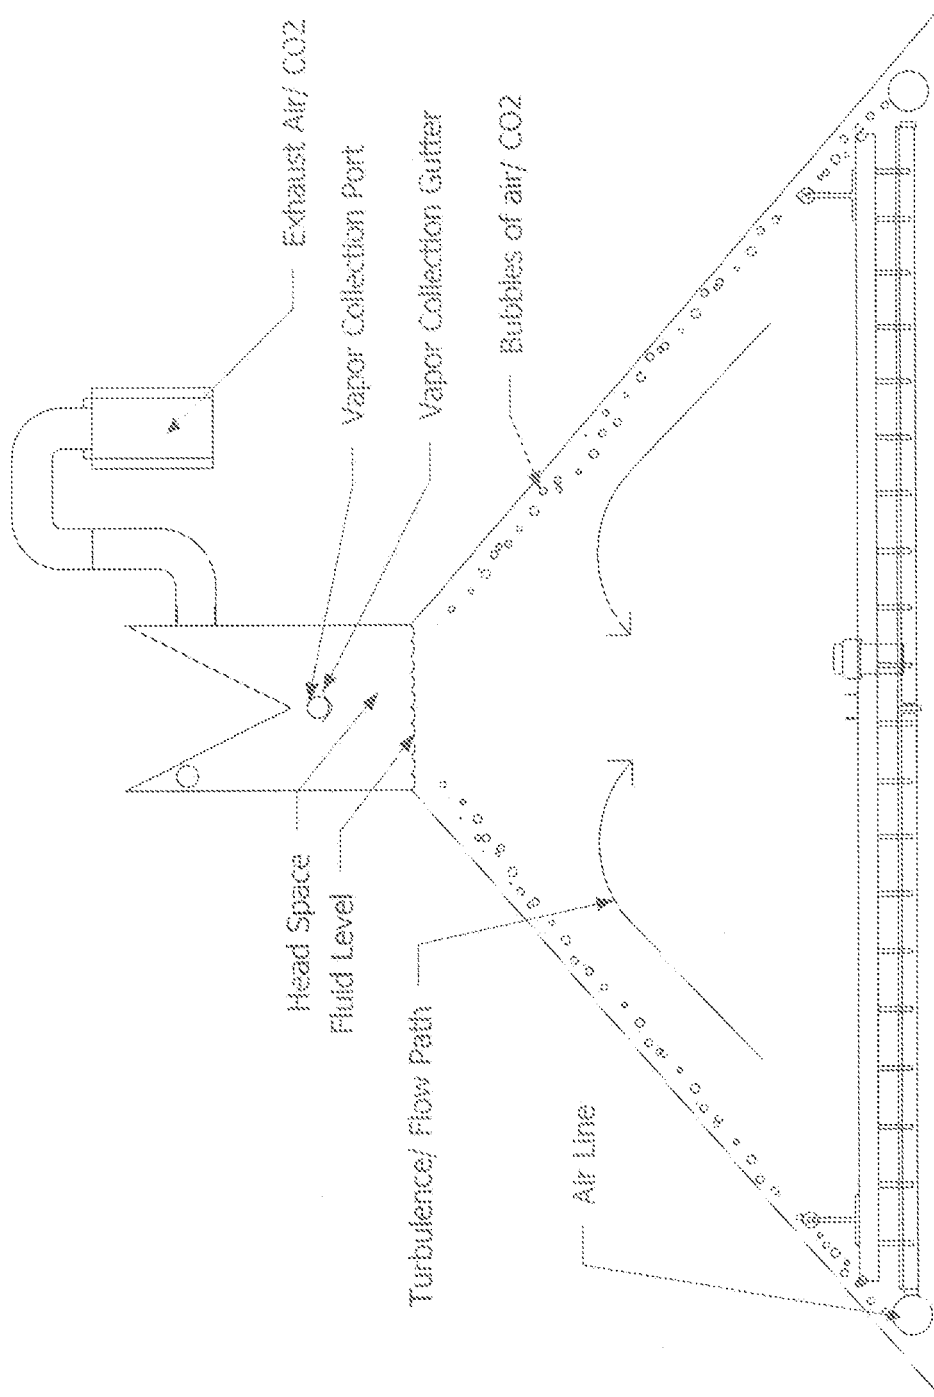 Exhaust Air/ CO2
Vapor Collection Port
Vapor Collection Gutter
Bubbles of air/ CO2
Head Space
Fluid Level
Turbulence/ Flow Path
Air Line